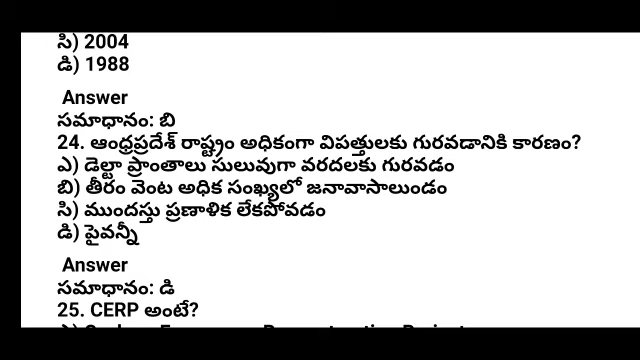 సి) 2004
డి) 1988
Answer
సమాధానం: బి
24. ఆంధ్రప్రదేశ్ రాష్ట్రం అధికంగా విపత్తులకు గురవడానికి కారణం?
ఎ) డెల్టా ప్రాంతాలు సులువుగా వరదలకు గురవడం
బి) తీరం వెంట అధిక సంఖ్యలో జనావాసాలుండం
సి) ముందస్తు ప్రణాళిక లేకపోవడం
డి) పైవన్నీ
Answer
సమాధానం: డి
25. CERP అంటే?